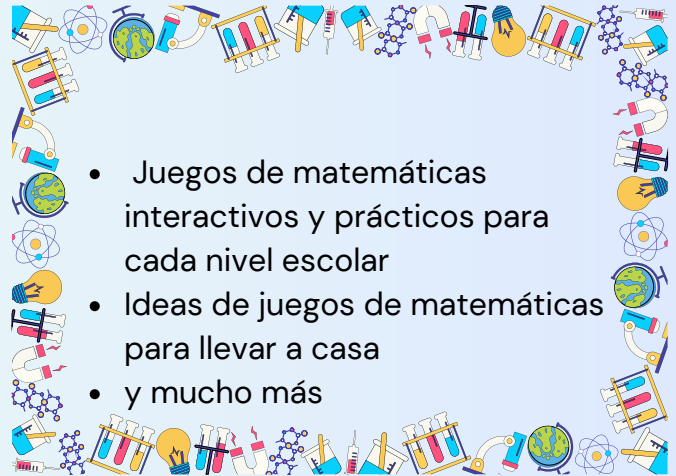 • Juegos de matemáticas
interactivos y prácticos para
cada nivel escolar
• Ideas de juegos de matemáticas
para llevar a casa
• y mucho más